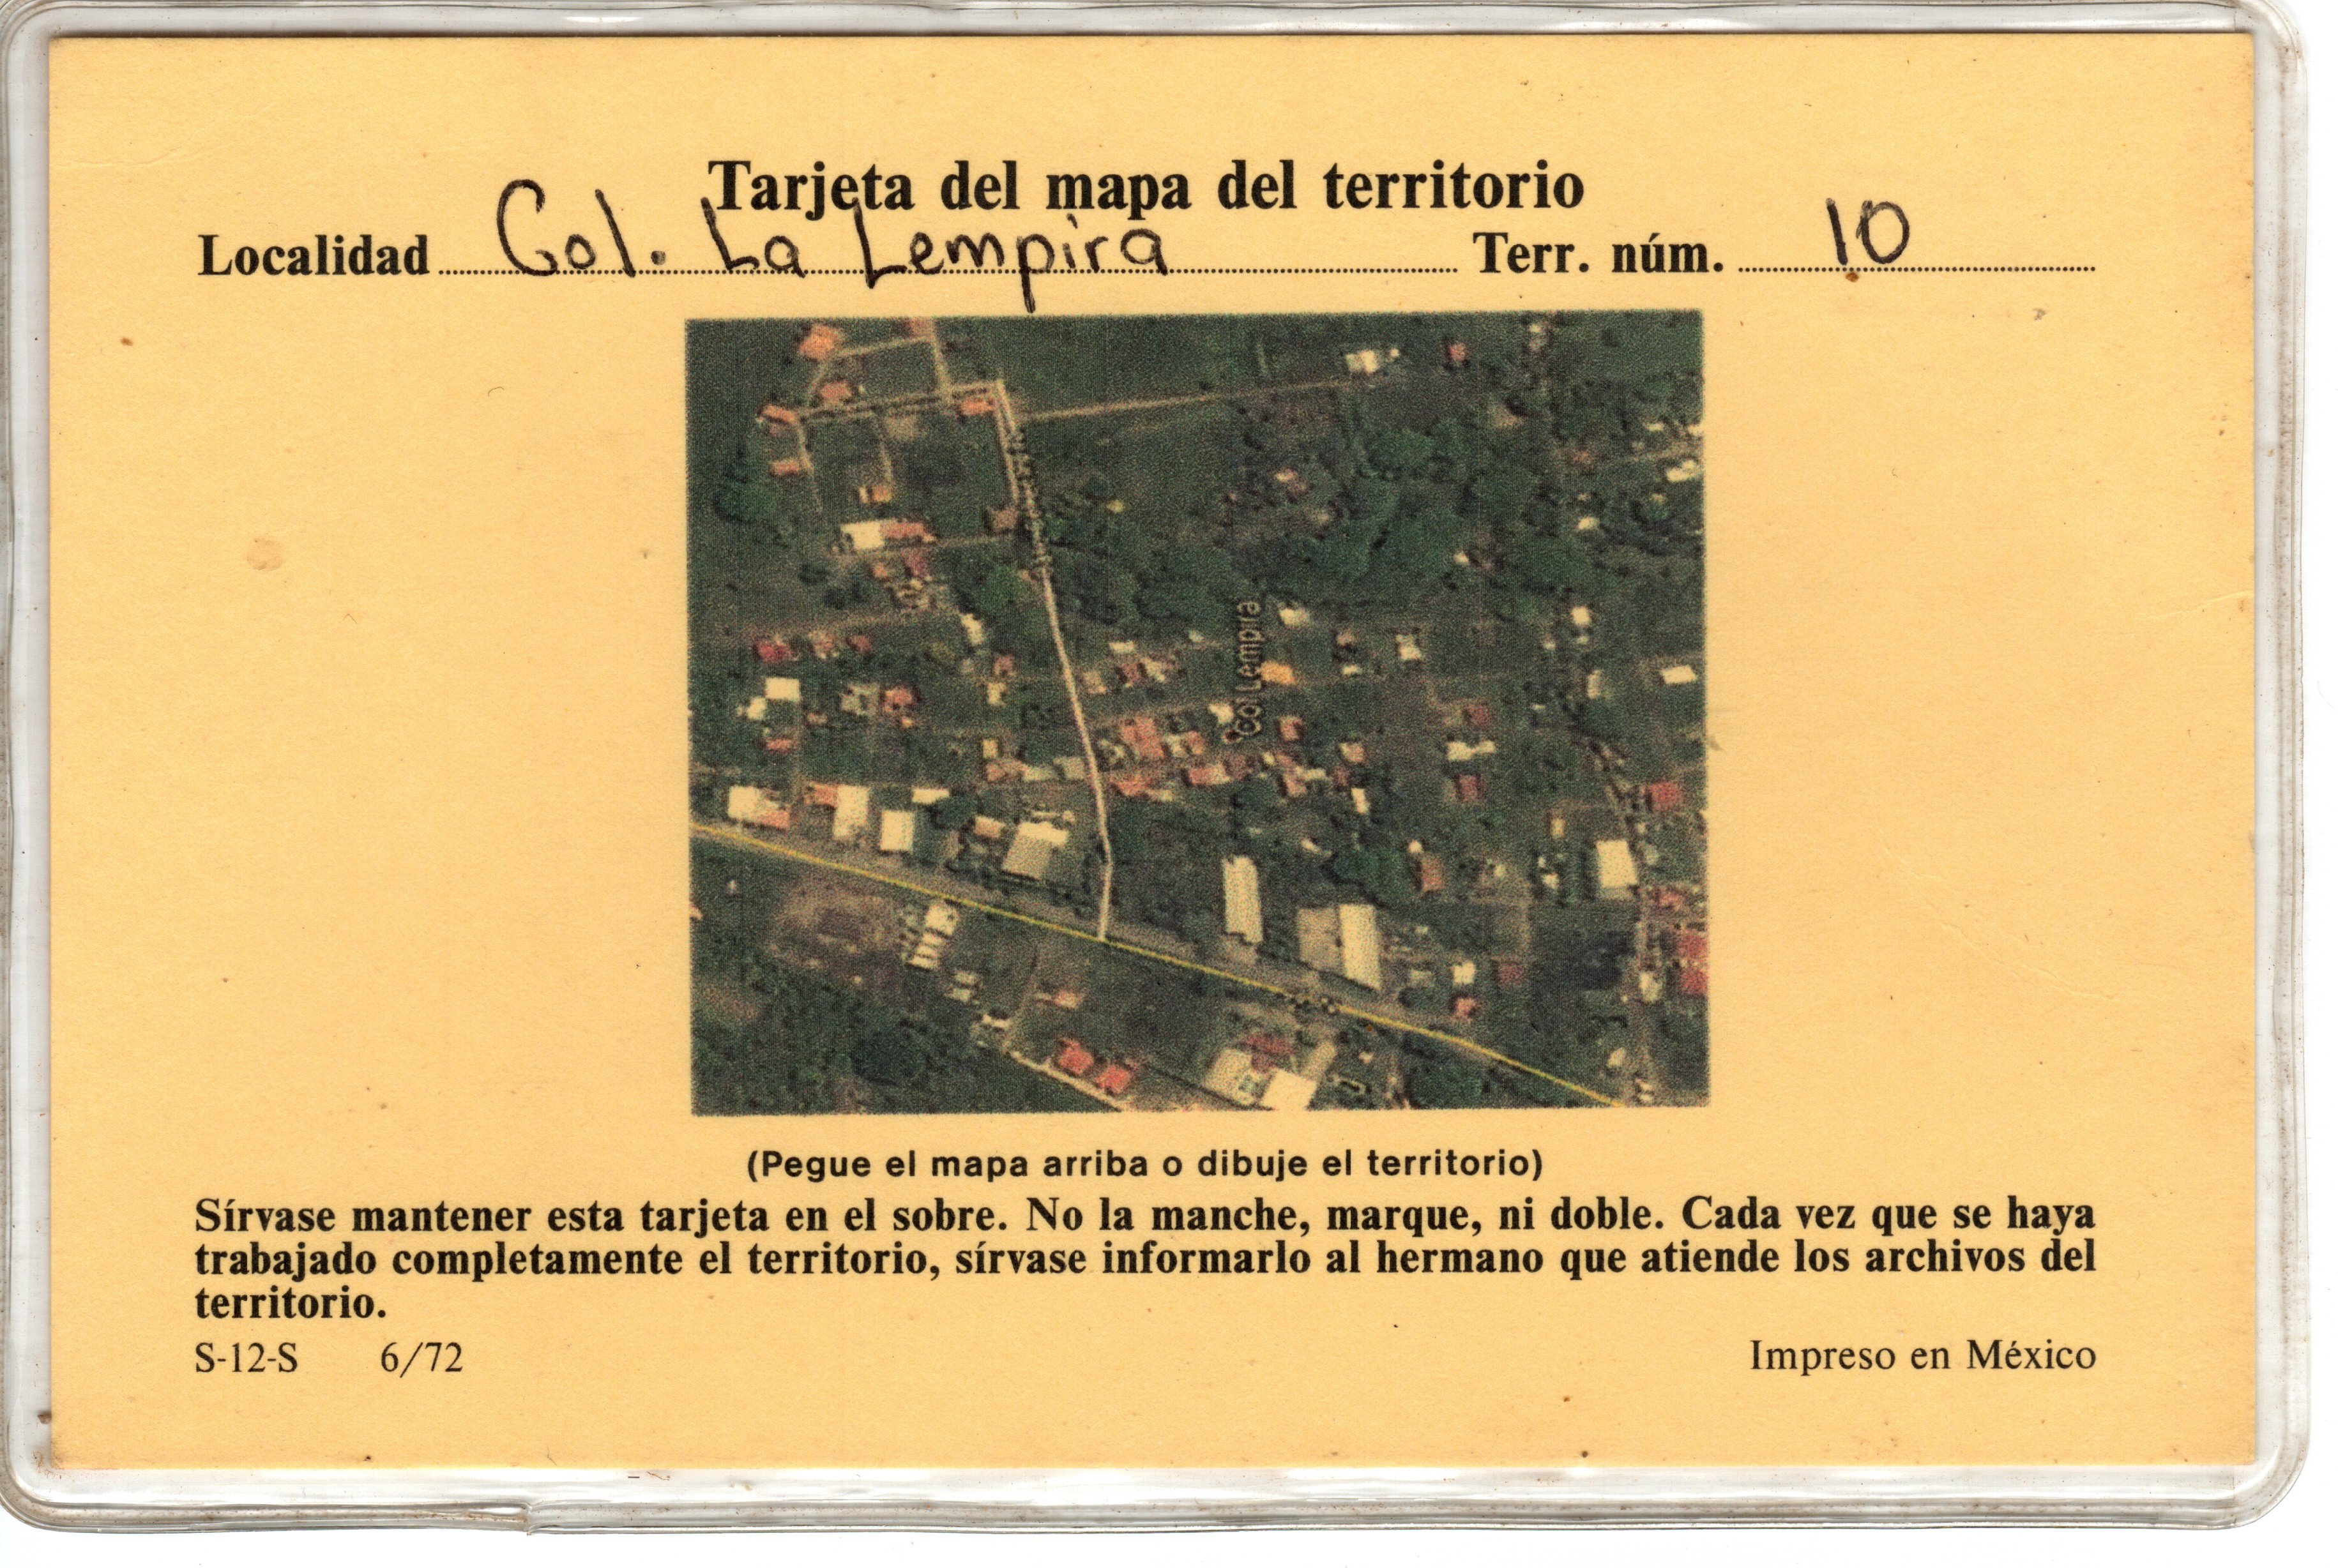 Tarjeta del mapa del territorio
Localidad Col. La Lempira Terr. núm. 10
Col Lempira
(Pegue el mapa arriba o dibuje el territorio)
Sírvase mantener esta tarjeta en el sobre. No la manche, marque, ni doble. Cada vez que se haya
trabajado completamente el territorio, sírvase informarlo al hermano que atiende los archivos del
territorio.
S-12-S 6/72 Impreso en México